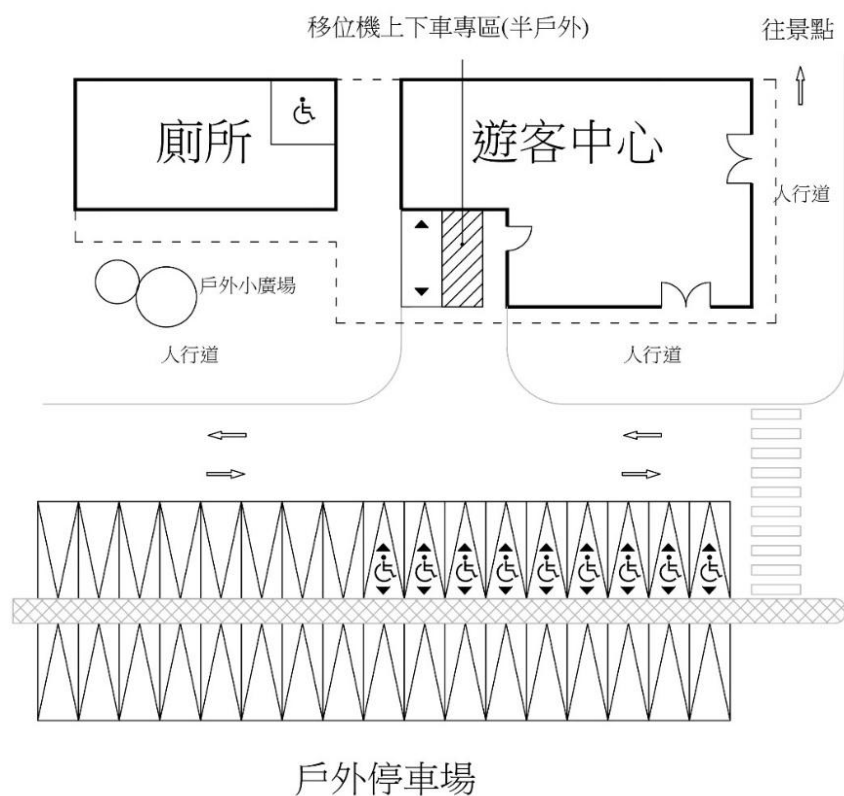 移位機上下車專區(半戶外)
往景點
廁所
遊客中心
人行道
戶外小廣場
人行道
人行道
戶外停車場